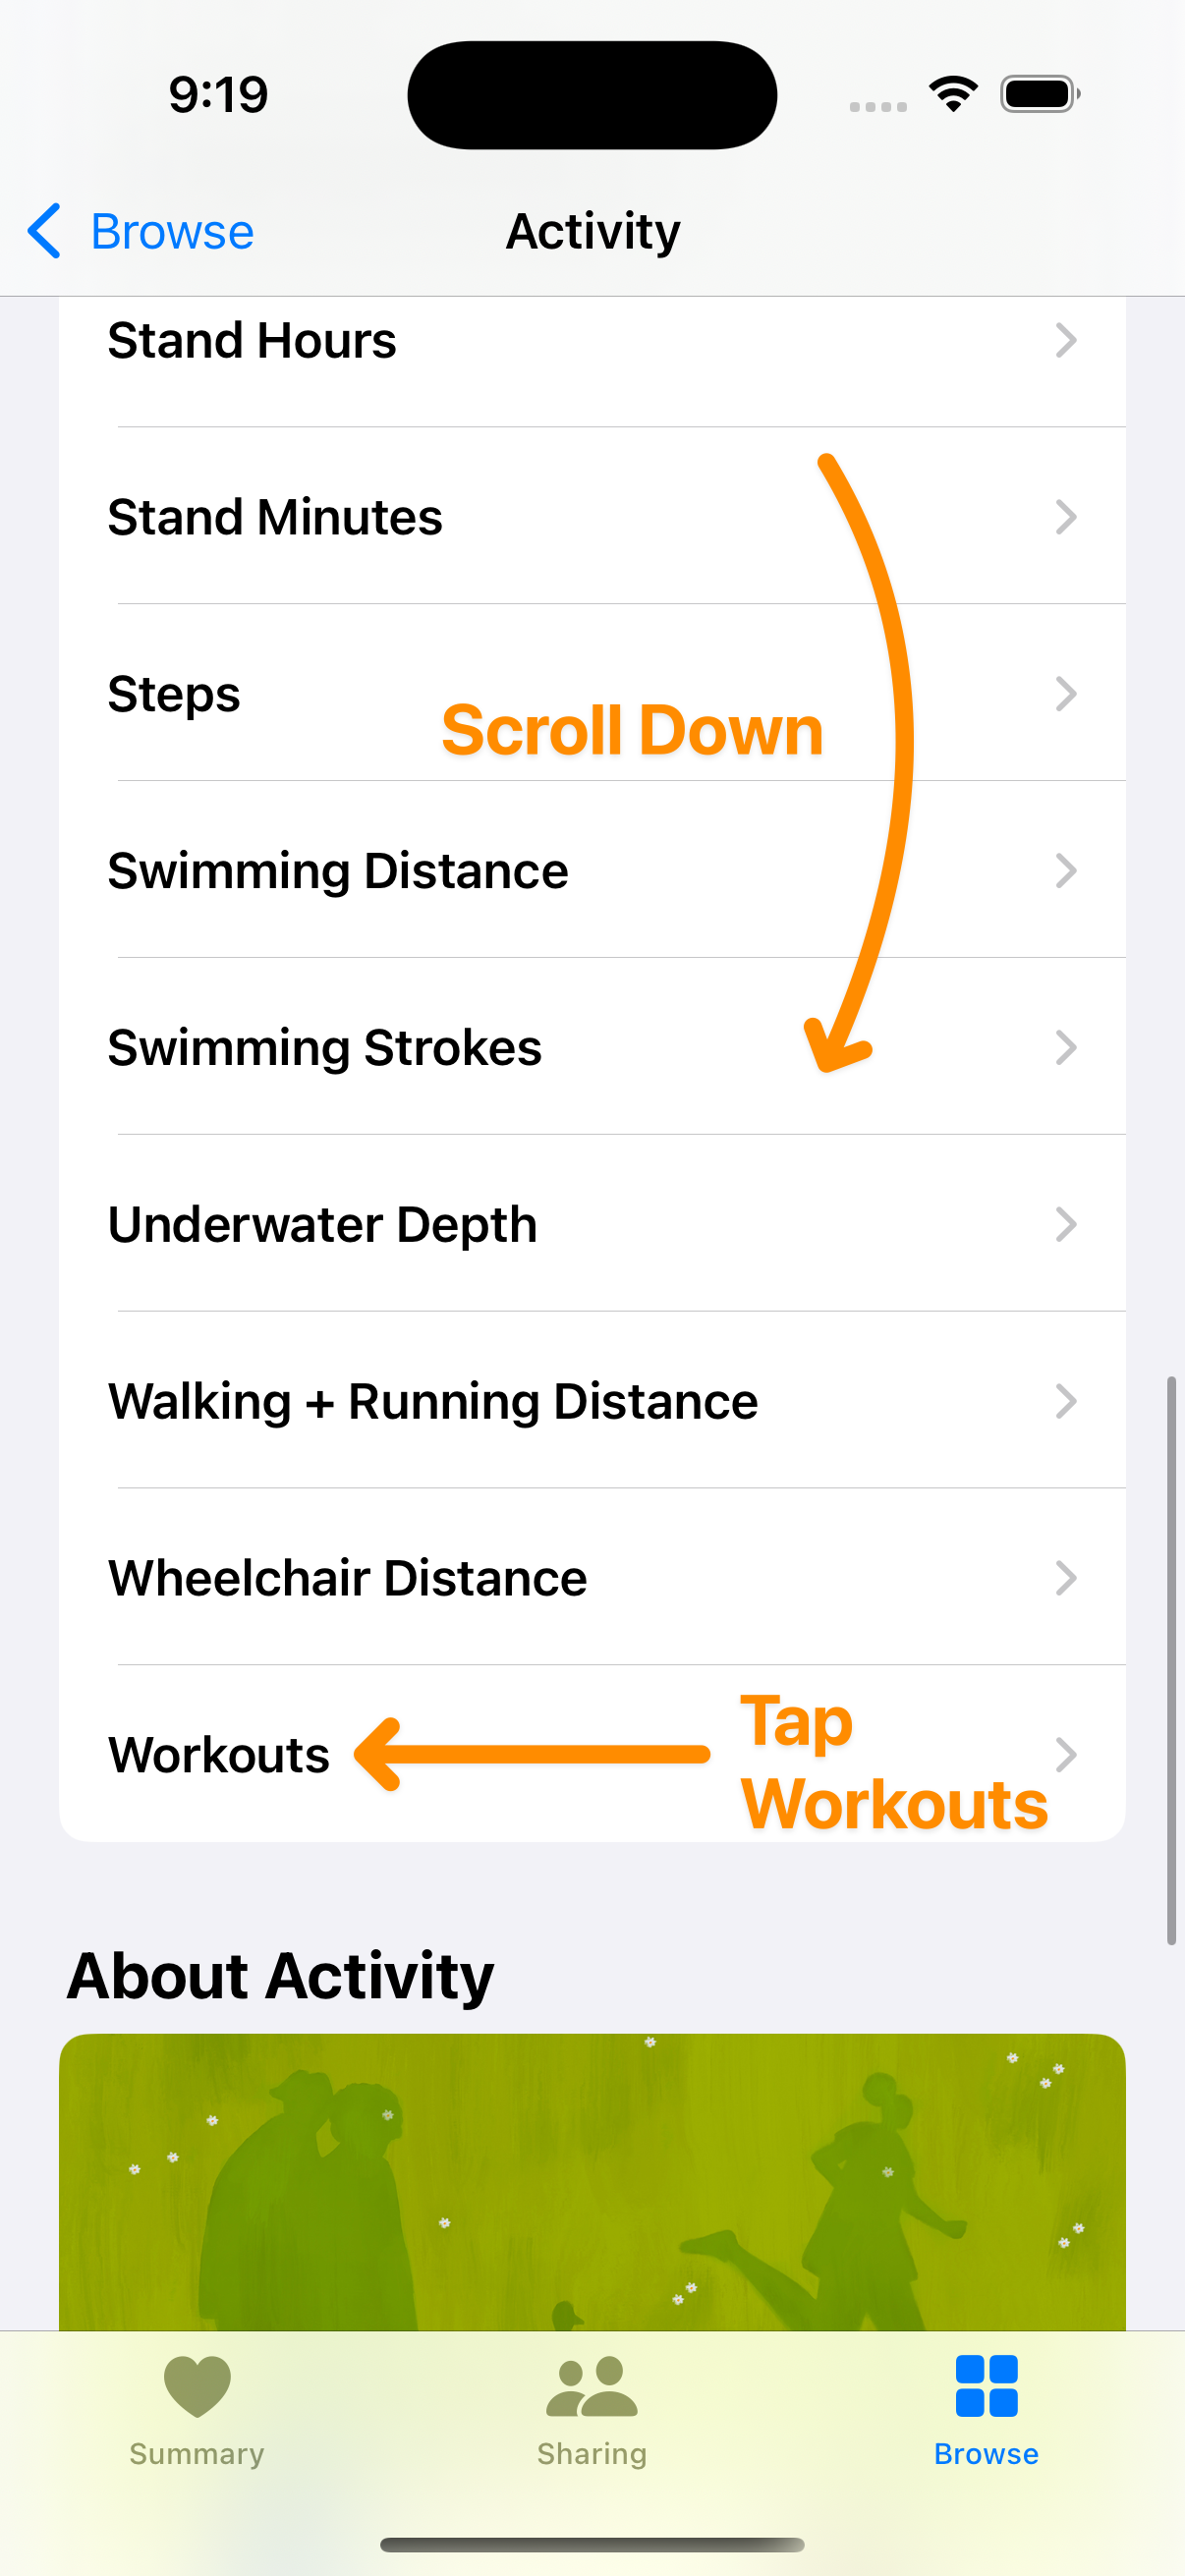 9:19
Browse
Activity
Stand Hours
Stand Minutes
Steps
Scroll Down
Swimming Distance
Swimming Strokes
Underwater Depth
Walking + Running Distance
Wheelchair Distance
Workouts
Tap
Workouts
About Activity
Summary
Sharing
Browse